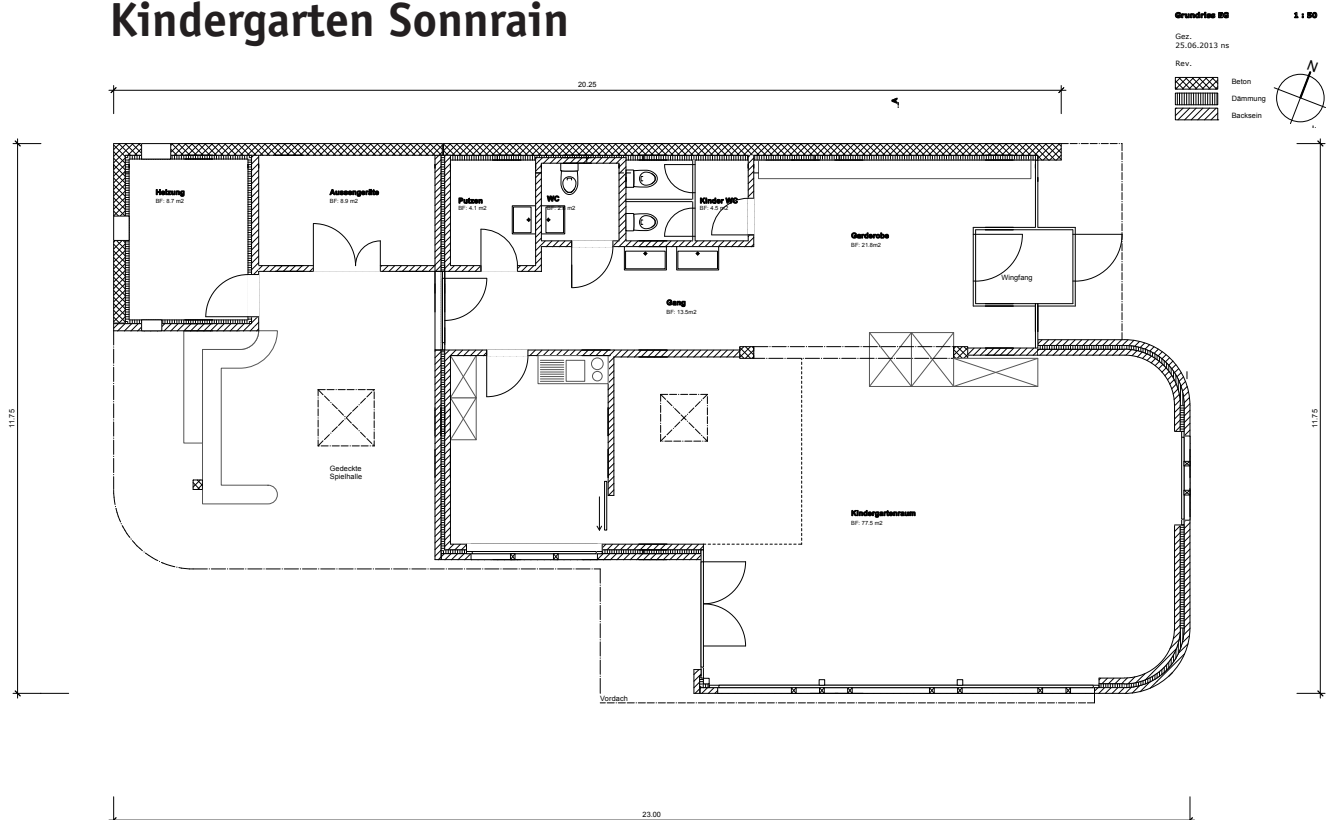 Kindergarten Sonnrain
Grundriss EG 1 : 50
Gez.
25.06.2013 ns
Rev.
Beton
Dämmung
Backsein
N
20.25
A
11.75
11.75
Heizung
BF: 8.7 m2
Aussengeräte
BF: 8.9 m2
Putzen
BF: 4.1 m2
WC
Kinder WC
BF: 4.5 m2
Garderobe
BF: 21.8m2
Wingfang
Gang
BF: 13.5m2
Gedeckte
Spielhalle
Kindergartenraum
BF: 77.5 m2
Vordach
23.00